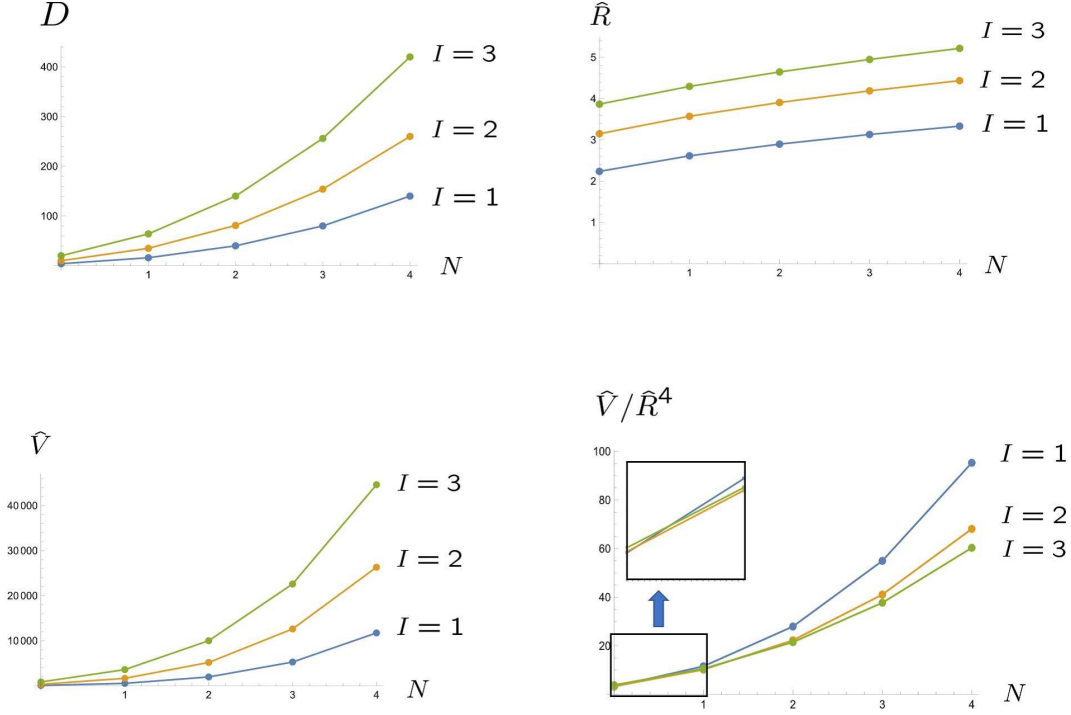 D
I = 3
I = 2
I = 1
400
300
200
100
1 2 3 4
N
R̂
I = 3
I = 2
I = 1
5
4
3
2
1
1 2 3 4
N
V̂
I = 3
I = 2
I = 1
40 000
30 000
20 000
10 000
1 2 3 4
N
V̂/R̂⁴
I = 1
I = 2
I = 3
100
80
60
40
20
1 2 3 4
N